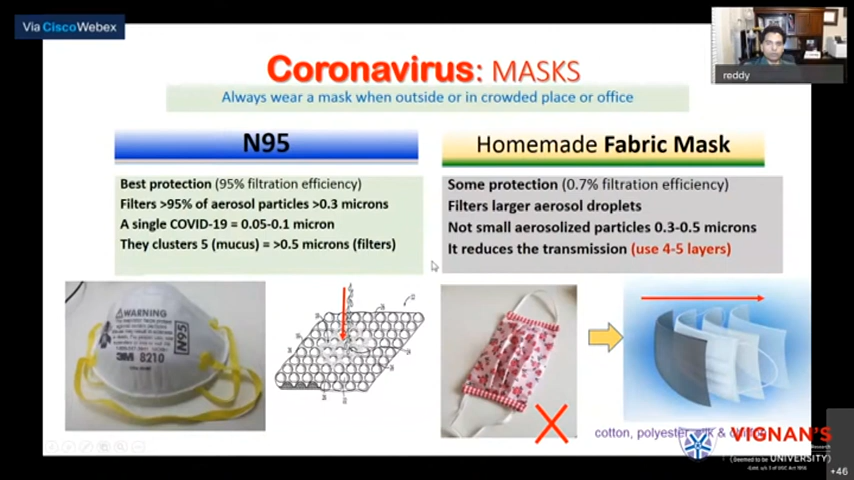 Via Cisco Webex
reddy
Coronavirus: MASKS
Always wear a mask when outside or in crowded place or office
N95
Best protection (95% filtration efficiency)
Filters >95% of aerosol particles >0.3 microns
A single COVID-19 = 0.05-0.1 micron
They clusters 5 (mucus) = >0.5 microns (filters)
Homemade Fabric Mask
Some protection (0.7% filtration efficiency)
Filters larger aerosol droplets
Not small aerosolized particles 0.3-0.5 microns
It reduces the transmission (use 4-5 layers)
WARNING
N95
3M 8210
cotton, polyester, silk &
VIGNAN'S
(Deemed to be UNIVERSITY)
+46